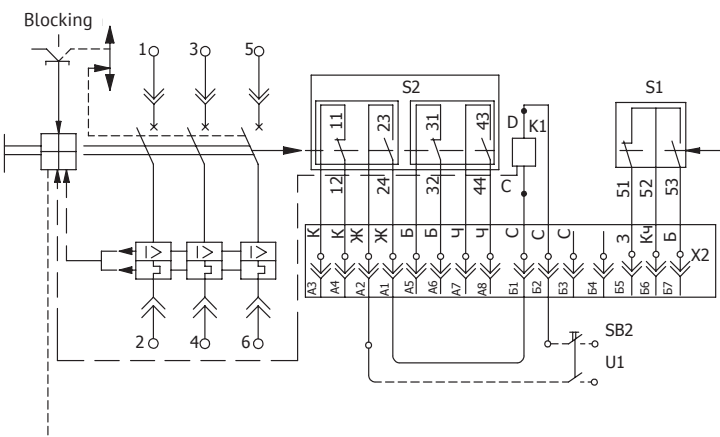 Blocking
1 3 5
S2
S1
11 23 31 43
D K1
C
12 24 32 44
51 52 53
К К Ж Ж Б Б Ч Ч С С С З Кч Б
X2
А3 А4 А2 А1 А5 А6 А7 А8 Б1 Б2 Б3 Б4 Б5 Б6 Б7
I> I> I>
2 4 6
SB2
U1